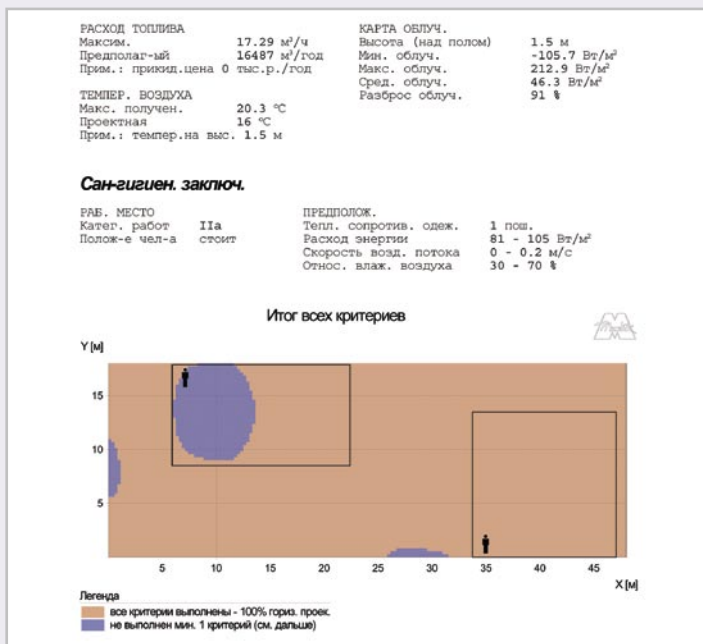 РАСХОД ТОПЛИВА
Максим. 17.29 м³/ч
Предполаг-ый 16487 м³/год
Прим.: прикид.цена 0 тыс.р./год
ТЕМПЕР. ВОЗДУХА
Макс. получен. 20.3 °C
Проектная 16 °C
Прим.: темпер.на выс. 1.5 м
КАРТА ОБЛУЧ.
Высота (над полом) 1.5 м
Мин. облуч. -105.7 Вт/м²
Макс. облуч. 212.9 Вт/м²
Сред. облуч. 46.3 Вт/м²
Разброс облуч. 91 %
Сан-гигиен. заключ.
РАБ. МЕСТО
Катег. работ IIа
Полож-е чел-а стоит
ПРЕДПОЛОЖ.
Тепл. сопротив. одеж. 1 пош.
Расход энергии 81 - 105 Вт/м²
Скорость возд. потока 0 - 0.2 м/с
Относ. влаж. воздуха 30 - 70 %
Итог всех критериев
Y [м]
15
10
5
5 10 15 20 25 30 35 40 45
X [м]
Легенда
все критерии выполнены - 100% гориз. проек.
не выполнен мин. 1 критерий (см. дальше)